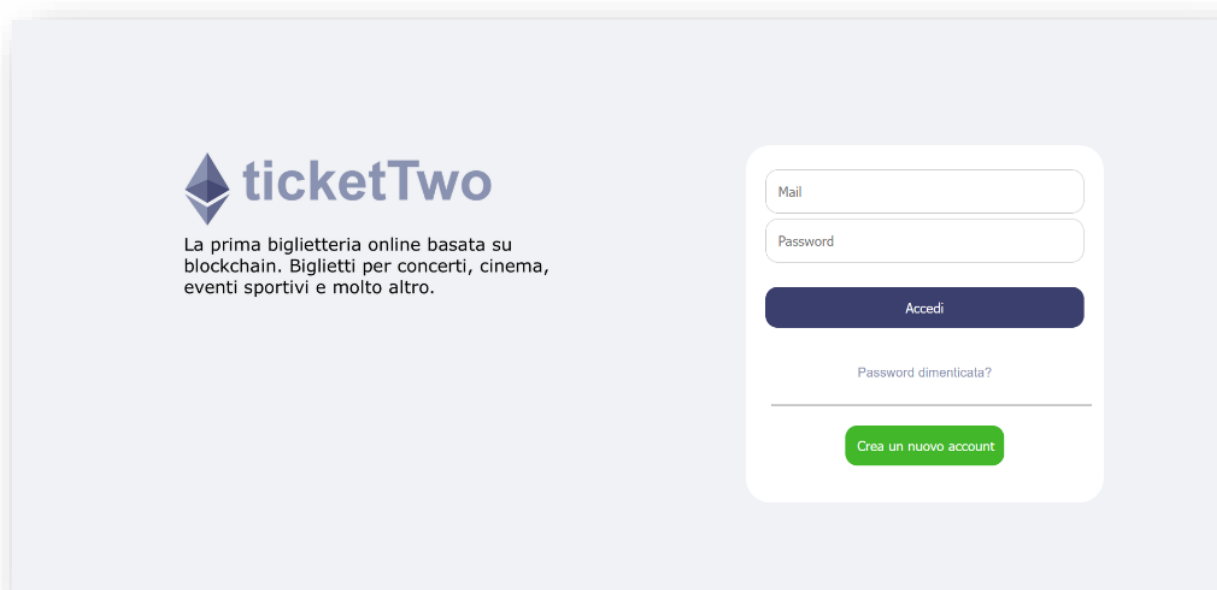 ticketTwo
La prima biglietteria online basata su
blockchain. Biglietti per concerti, cinema,
eventi sportivi e molto altro.
Mail
Password
Accedi
Password dimenticata?
Crea un nuovo account